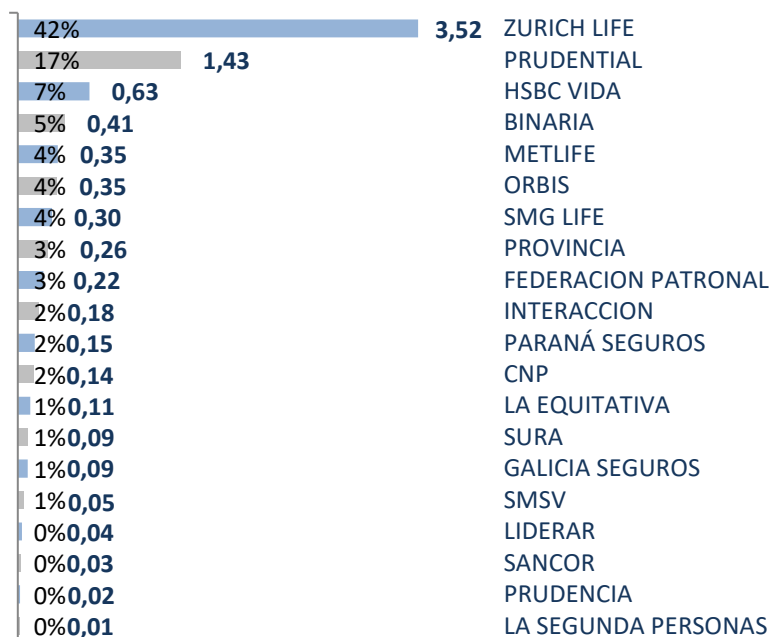 42% 3,52 ZURICH LIFE
17% 1,43 PRUDENTIAL
7% 0,63 HSBC VIDA
5% 0,41 BINARIA
4% 0,35 METLIFE
4% 0,35 ORBIS
4% 0,30 SMG LIFE
3% 0,26 PROVINCIA
3% 0,22 FEDERACION PATRONAL
2% 0,18 INTERACCION
2% 0,15 PARANÁ SEGUROS
2% 0,14 CNP
1% 0,11 LA EQUITATIVA
1% 0,09 SURA
1% 0,09 GALICIA SEGUROS
1% 0,05 SMSV
0% 0,04 LIDERAR
0% 0,03 SANCOR
0% 0,02 PRUDENCIA
0% 0,01 LA SEGUNDA PERSONAS